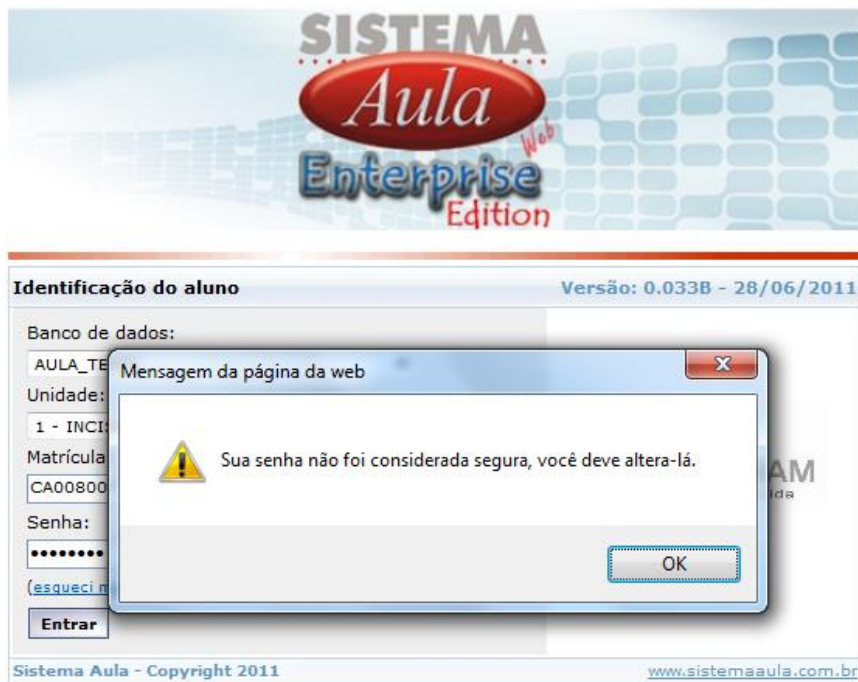 SISTEMA
Aula
Web
Enterprise
Edition
Identificação do aluno
Versão: 0.033B - 28/06/2011
Banco de dados:
AULA_TE
Mensagem da página da web
Unidade:
1 - INCI
Sua senha não foi considerada segura, você deve altera-lá.
Matrícula
CA00800
AM
ida
Senha:
••••••••
OK
(esqueci m
Entrar
Sistema Aula - Copyright 2011
www.sistemaaula.com.br